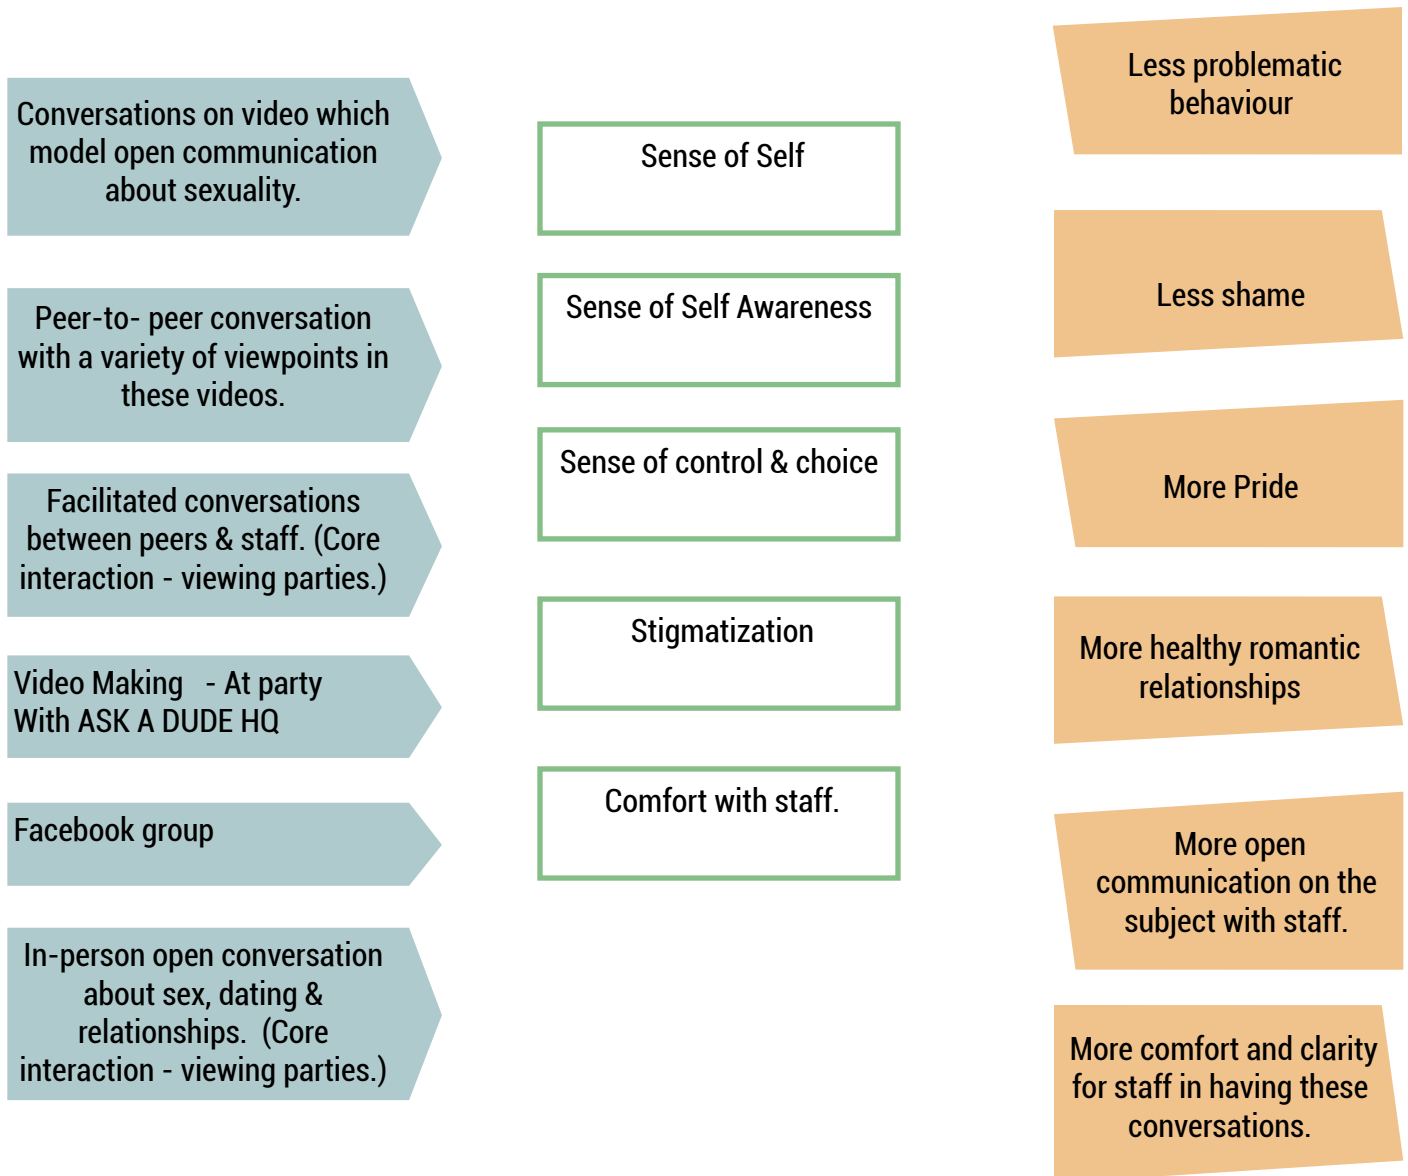 Conversations on video which
model open communication
about sexuality.
Peer-to- peer conversation
with a variety of viewpoints in
these videos.
Facilitated conversations
between peers & staff. (Core
interaction - viewing parties.)
Video Making   - At party
With ASK A DUDE HQ
Facebook group
In-person open conversation
about sex, dating &
relationships.  (Core
interaction - viewing parties.)
Sense of Self
Sense of Self Awareness
Sense of control & choice
Stigmatization
Comfort with staff.
Less problematic
behaviour
Less shame
More Pride
More healthy romantic
relationships
More open
communication on the
subject with staff.
More comfort and clarity
for staff in having these
conversations.